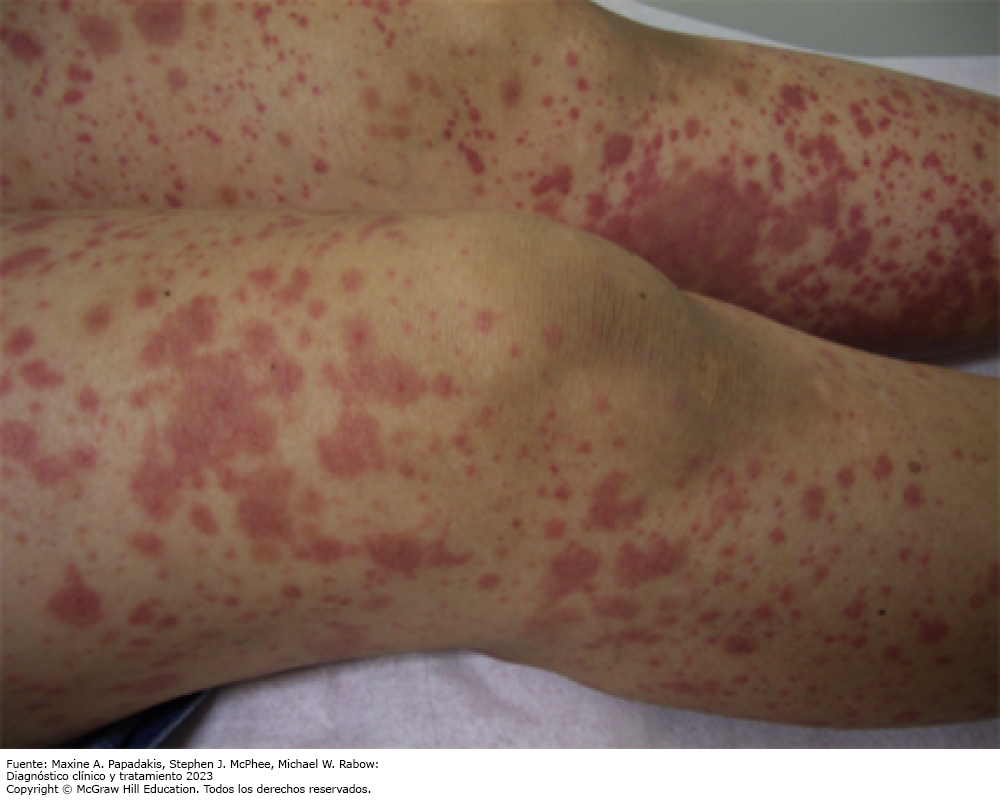 Fuente: Maxine A. Papadakis, Stephen J. McPhee, Michael W. Rabow:
Diagnóstico clínico y tratamiento 2023
Copyright © McGraw Hill Education. Todos los derechos reservados.